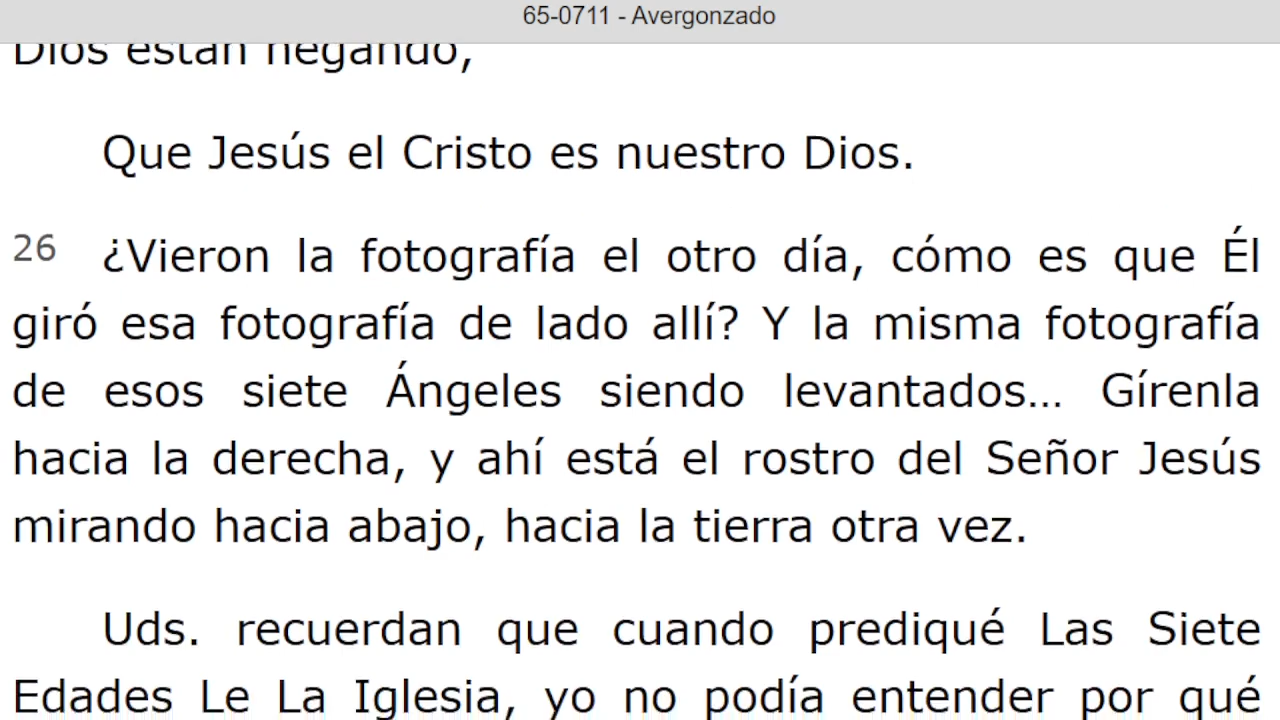 65-0711 - Avergonzado
Dios están negando,
Que Jesús el Cristo es nuestro Dios.
26 ¿Vieron la fotografía el otro día, cómo es que Él
giró esa fotografía de lado allí? Y la misma fotografía
de esos siete Ángeles siendo levantados... Gírenla
hacia la derecha, y ahí está el rostro del Señor Jesús
mirando hacia abajo, hacia la tierra otra vez.
Uds. recuerdan que cuando prediqué Las Siete
Edades Le La Iglesia, yo no podía entender por qué